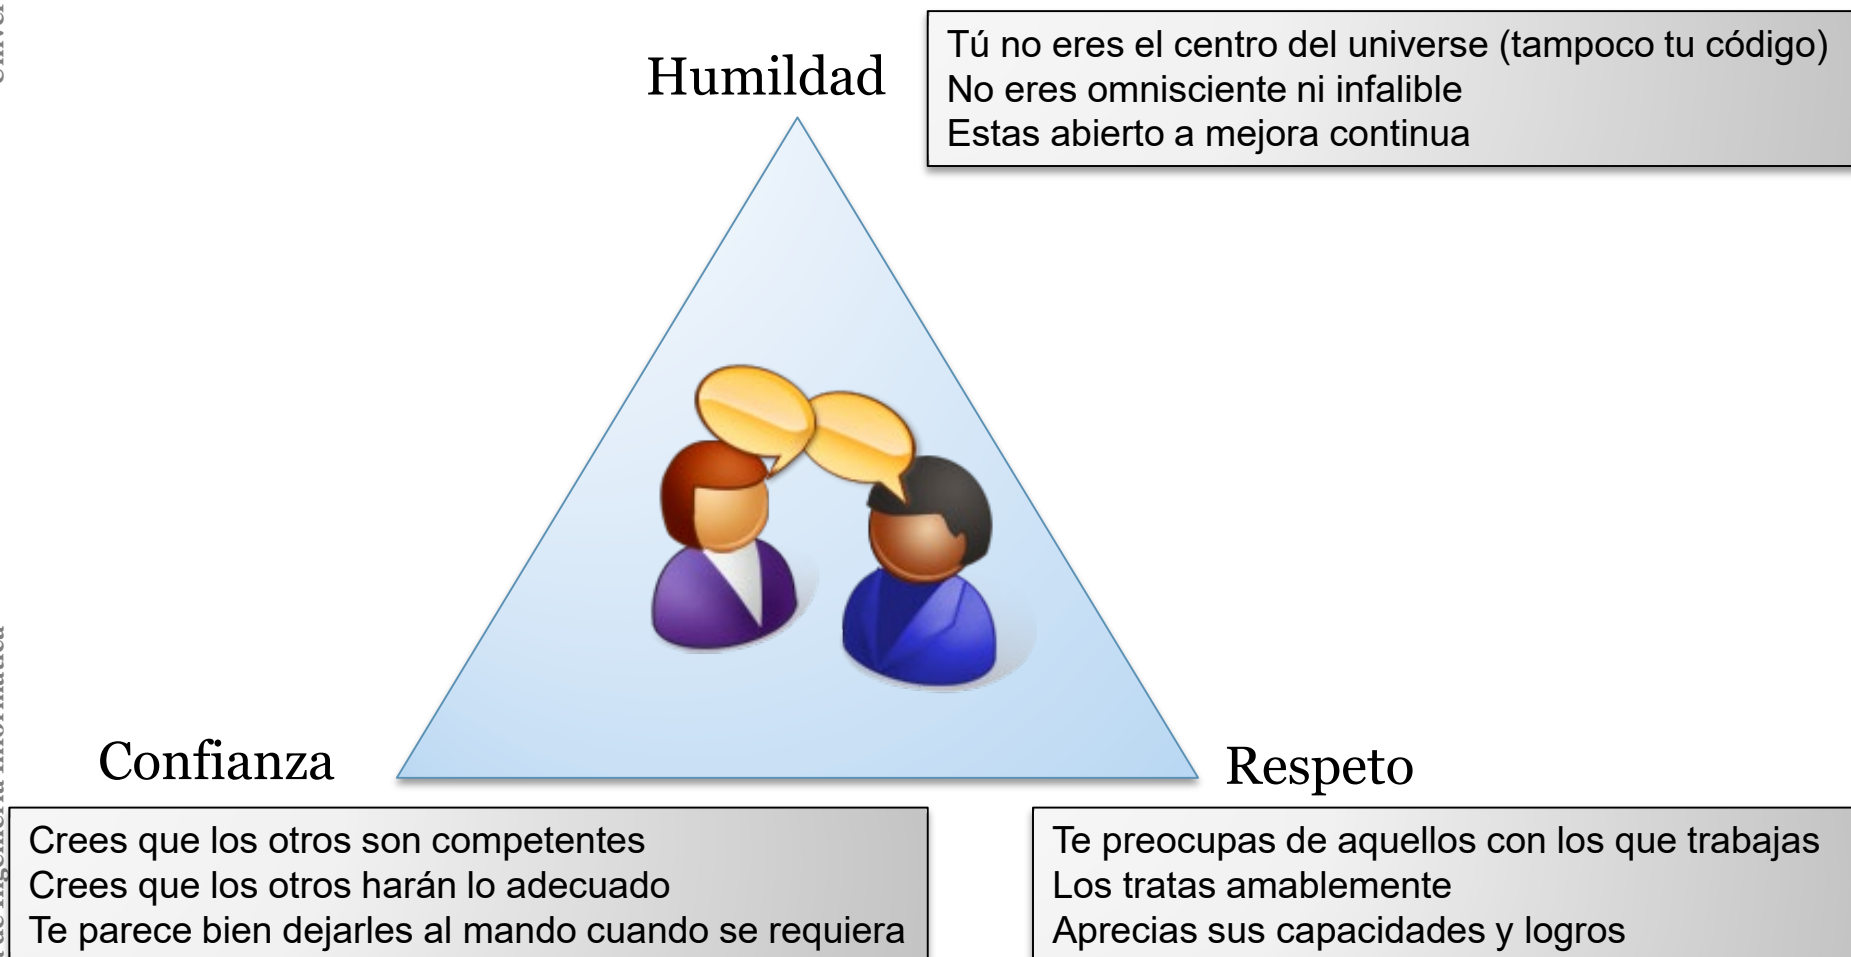 Humildad
Tú no eres el centro del universe (tampoco tu código)
No eres omnisciente ni infalible
Estas abierto a mejora continua
Confianza
Crees que los otros son competentes
Crees que los otros harán lo adecuado
Te parece bien dejarles al mando cuando se requiera
Respeto
Te preocupas de aquellos con los que trabajas
Los tratas amablemente
Aprecias sus capacidades y logros